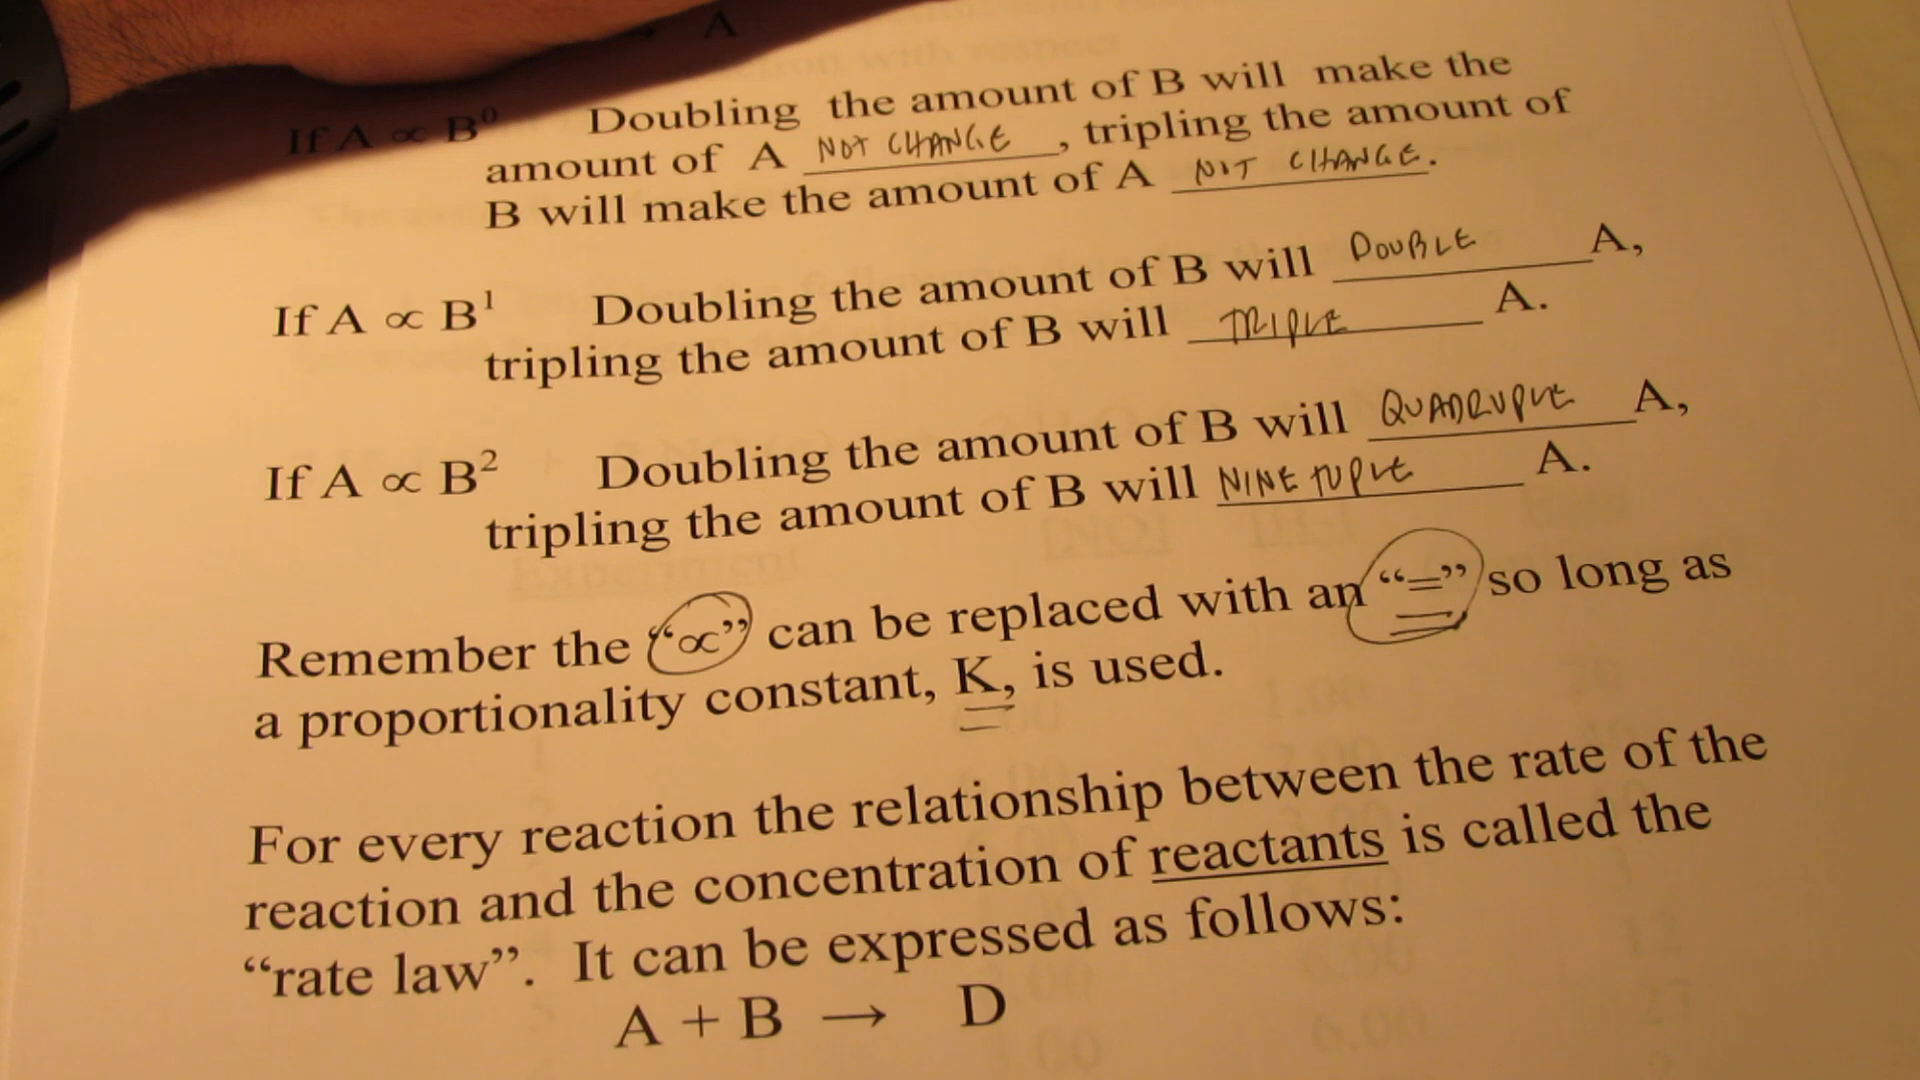 A
If A ∝ B⁰ Doubling the amount of B will make the
amount of A NOT CHANGE, tripling the amount of
B will make the amount of A NOT CHANGE.
If A ∝ B¹ Doubling the amount of B will DOUBLE A,
tripling the amount of B will TRIPLE A.
If A ∝ B² Doubling the amount of B will QUADRUPLE A,
tripling the amount of B will NINE TUPLE A.
Remember the “∝” can be replaced with an “=” so long as
a proportionality constant, K, is used.
For every reaction the relationship between the rate of the
reaction and the concentration of reactants is called the
“rate law”. It can be expressed as follows:
A + B → D